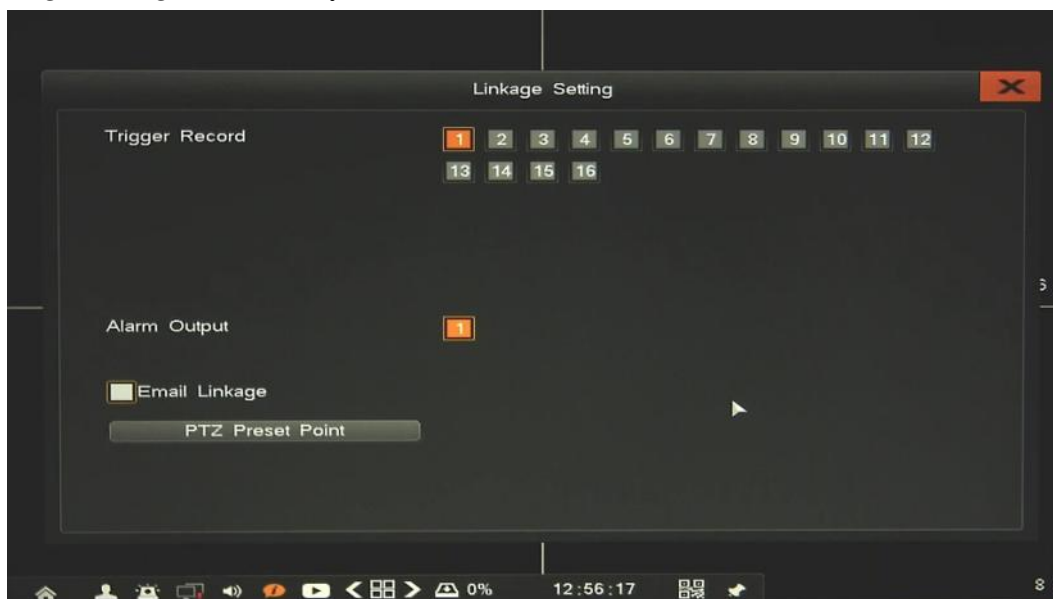 Linkage Setting
Trigger Record
1 2 3 4 5 6 7 8 9 10 11 12
13 14 15 16
Alarm Output
1
Email Linkage
PTZ Preset Point
0%
12:56:17
8